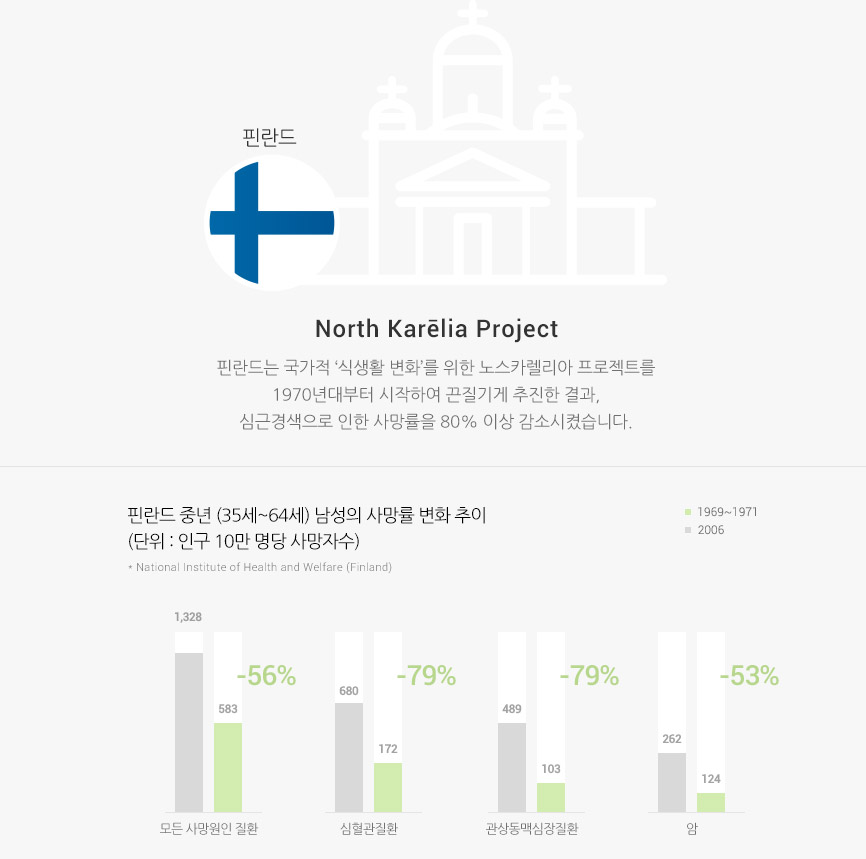 핀란드
North Karēlia Project
핀란드는 국가적 ‘식생활 변화’를 위한 노스카렐리아 프로젝트를
1970년대부터 시작하여 끈질기게 추진한 결과,
심근경색으로 인한 사망률을 80% 이상 감소시켰습니다.
핀란드 중년 (35세~64세) 남성의 사망률 변화 추이
(단위 : 인구 10만 명당 사망자수)
* National Institute of Health and Welfare (Finland)
1969~1971
2006
1,328
583
-56%
680
172
-79%
489
103
-79%
262
124
-53%
모든 사망원인 질환
심혈관질환
관상동맥심장질환
암